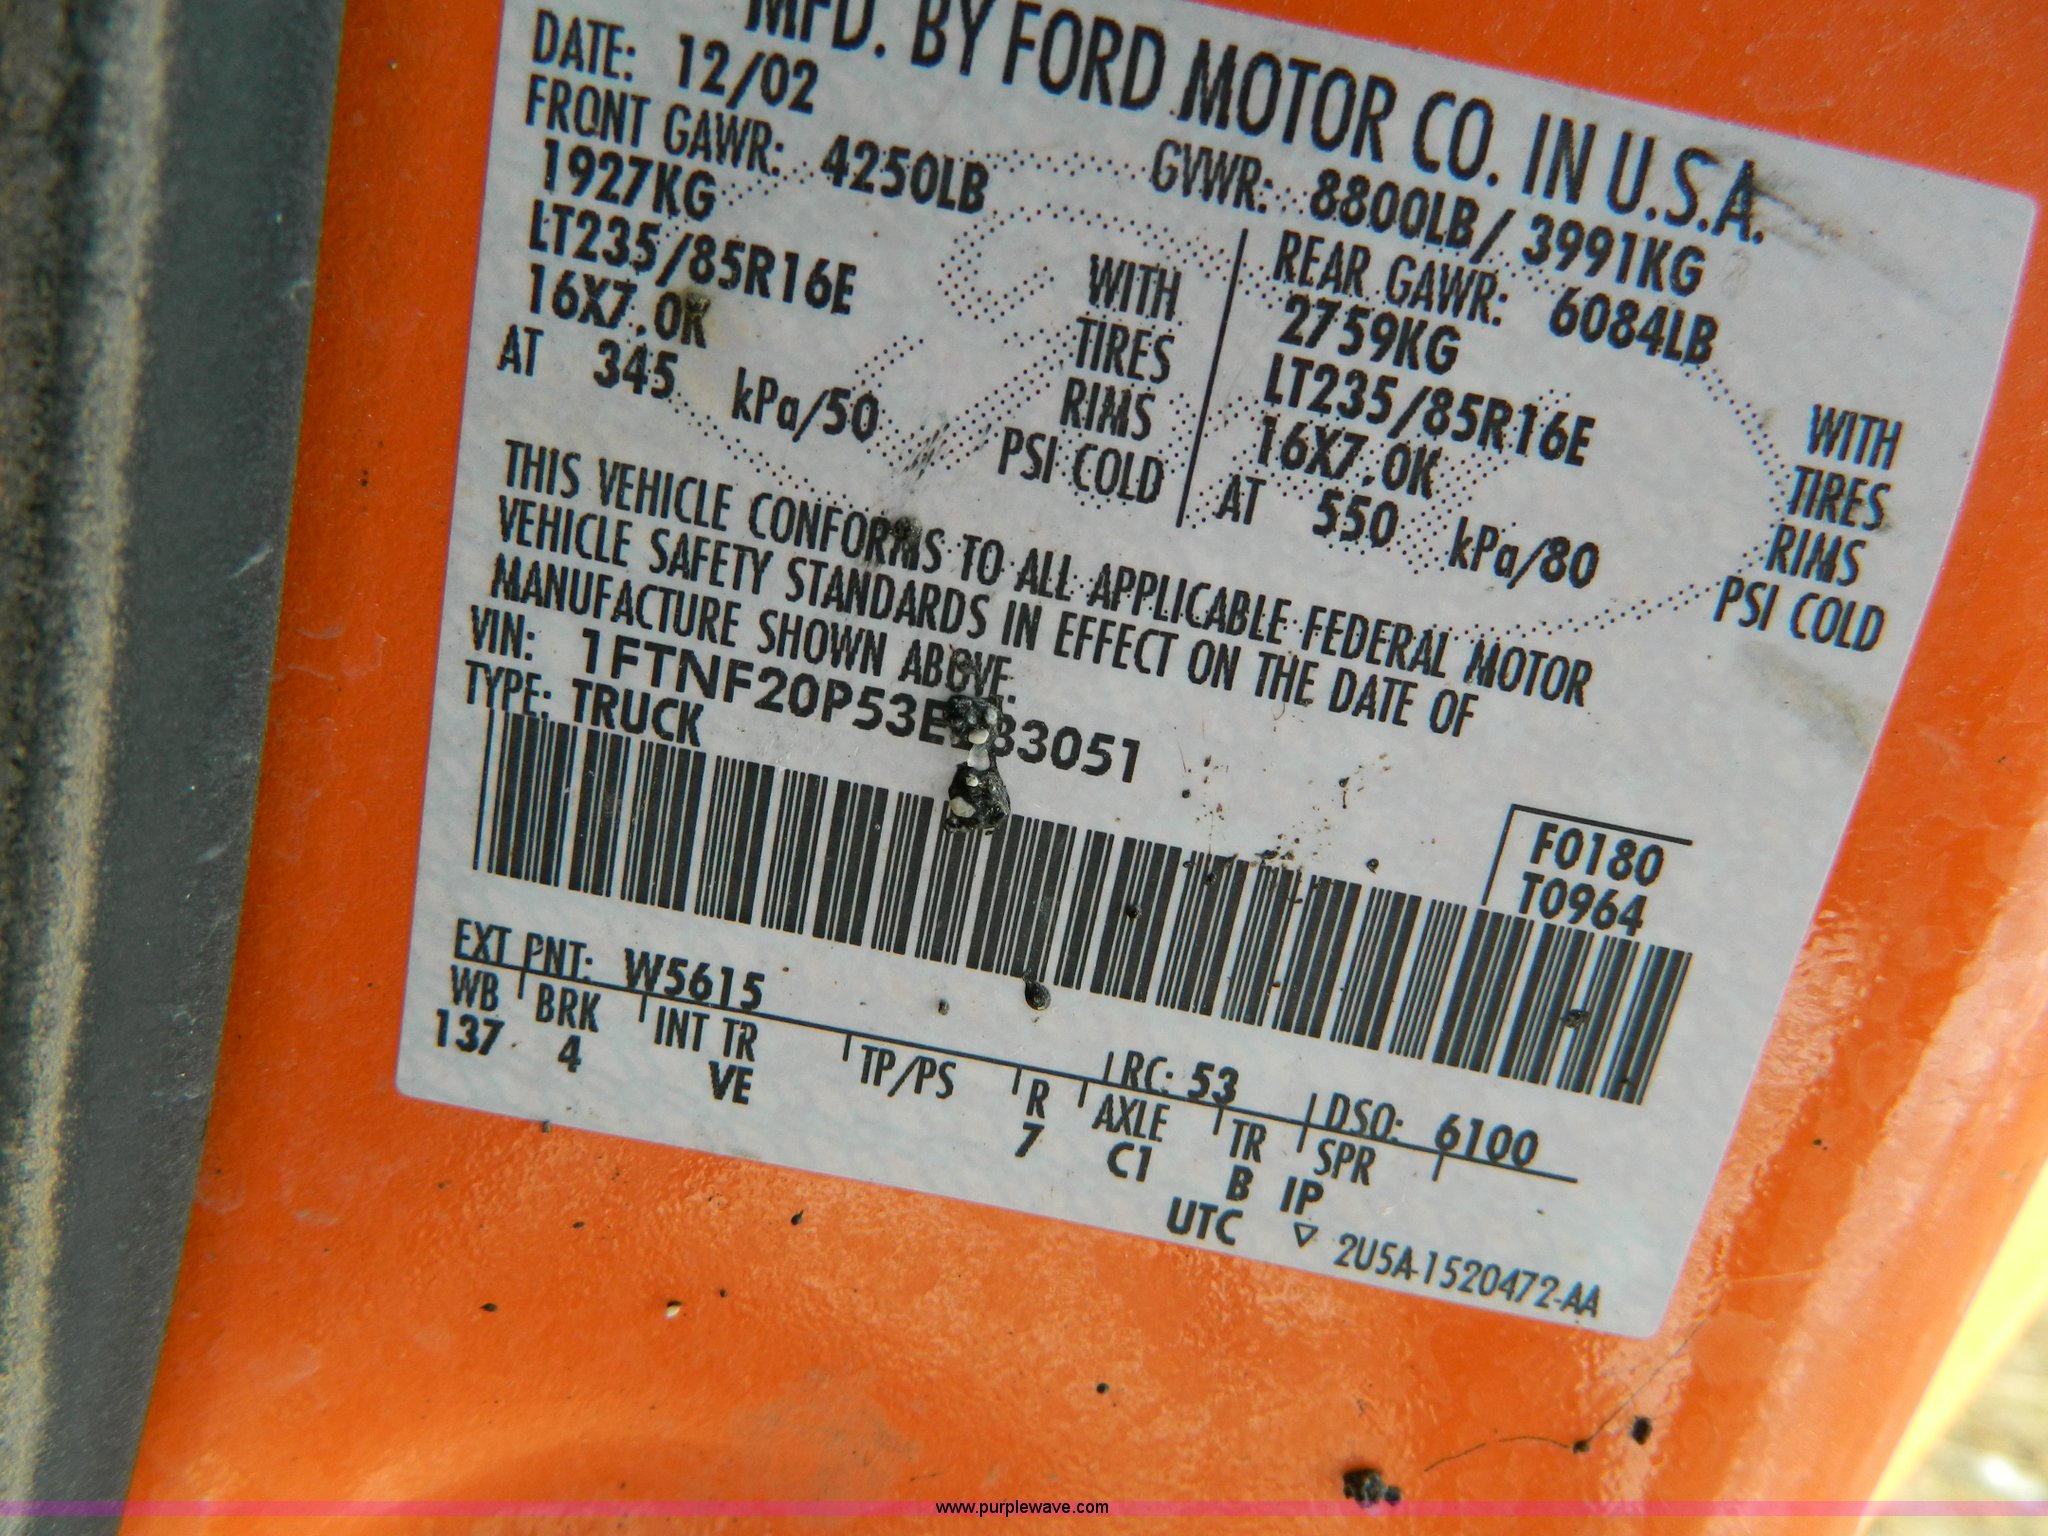 MFD. BY FORD MOTOR CO. IN U.S.A.
DATE: 12/02
GVWR: 8800LB/ 3991KG
FRONT GAWR: 4250LB
1927KG WITH
LT235/85R16E TIRES
16X7.0K RIMS
AT 345 kPa/50 PSI COLD
REAR GAWR: 6084LB
2759KG WITH
LT235/85R16E TIRES
16X7.0K RIMS
AT 550 kPa/80 PSI COLD
THIS VEHICLE CONFORMS TO ALL APPLICABLE FEDERAL MOTOR
VEHICLE SAFETY STANDARDS IN EFFECT ON THE DATE OF
MANUFACTURE SHOWN ABOVE.
VIN:
TYPE: TRUCK
F0180
T0964
EXT PNT: W5615 RC: 53 DSO: 6100
WB BRK INT TR TP/PS R AXLE TR SPR
137 4 VE 7 C1 B IP
UTC ▽ 2U5A-1520472-AA
www.purplewave.com